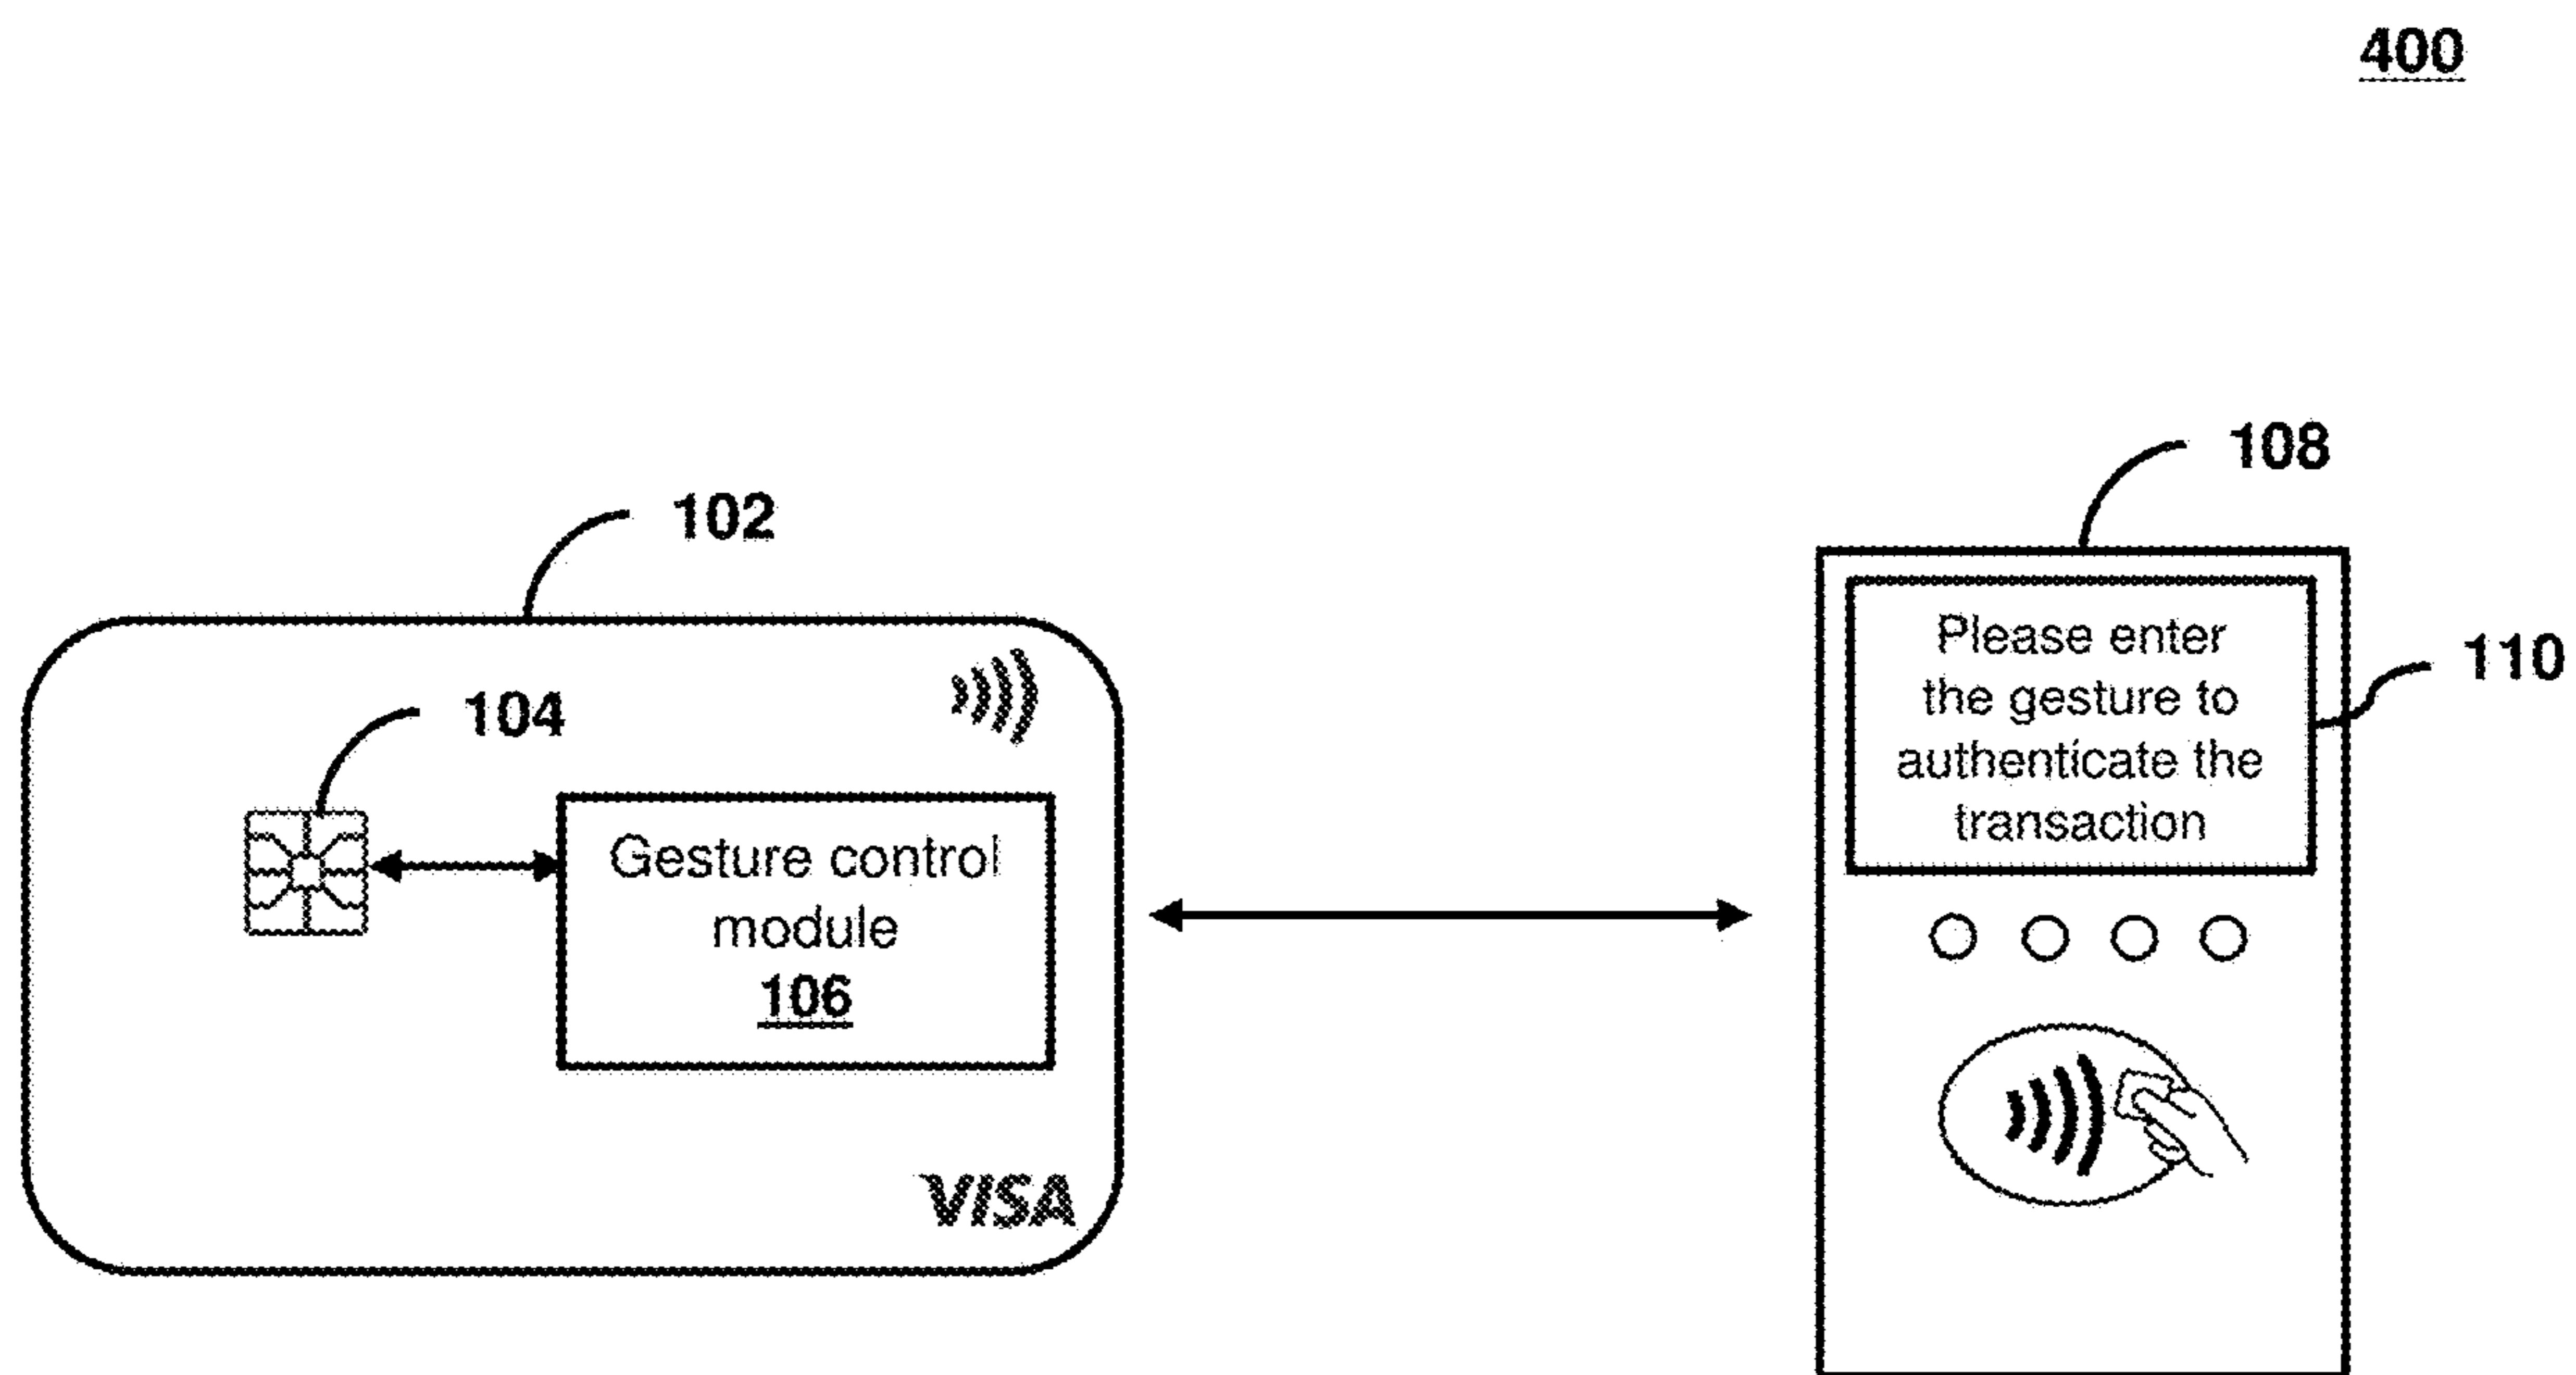 400
102
104
Gesture control
module
106
VISA
108
Please enter
the gesture to
authenticate the
transaction
110